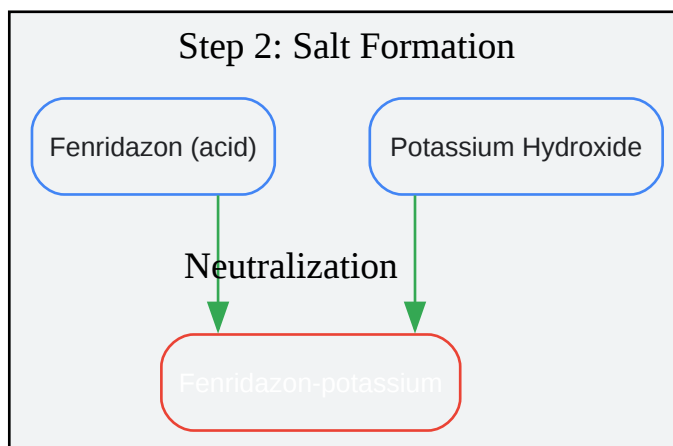 Step 2: Salt Formation
Fenridazon (acid)
Potassium Hydroxide
Neutralization
Fenridazon-potassium